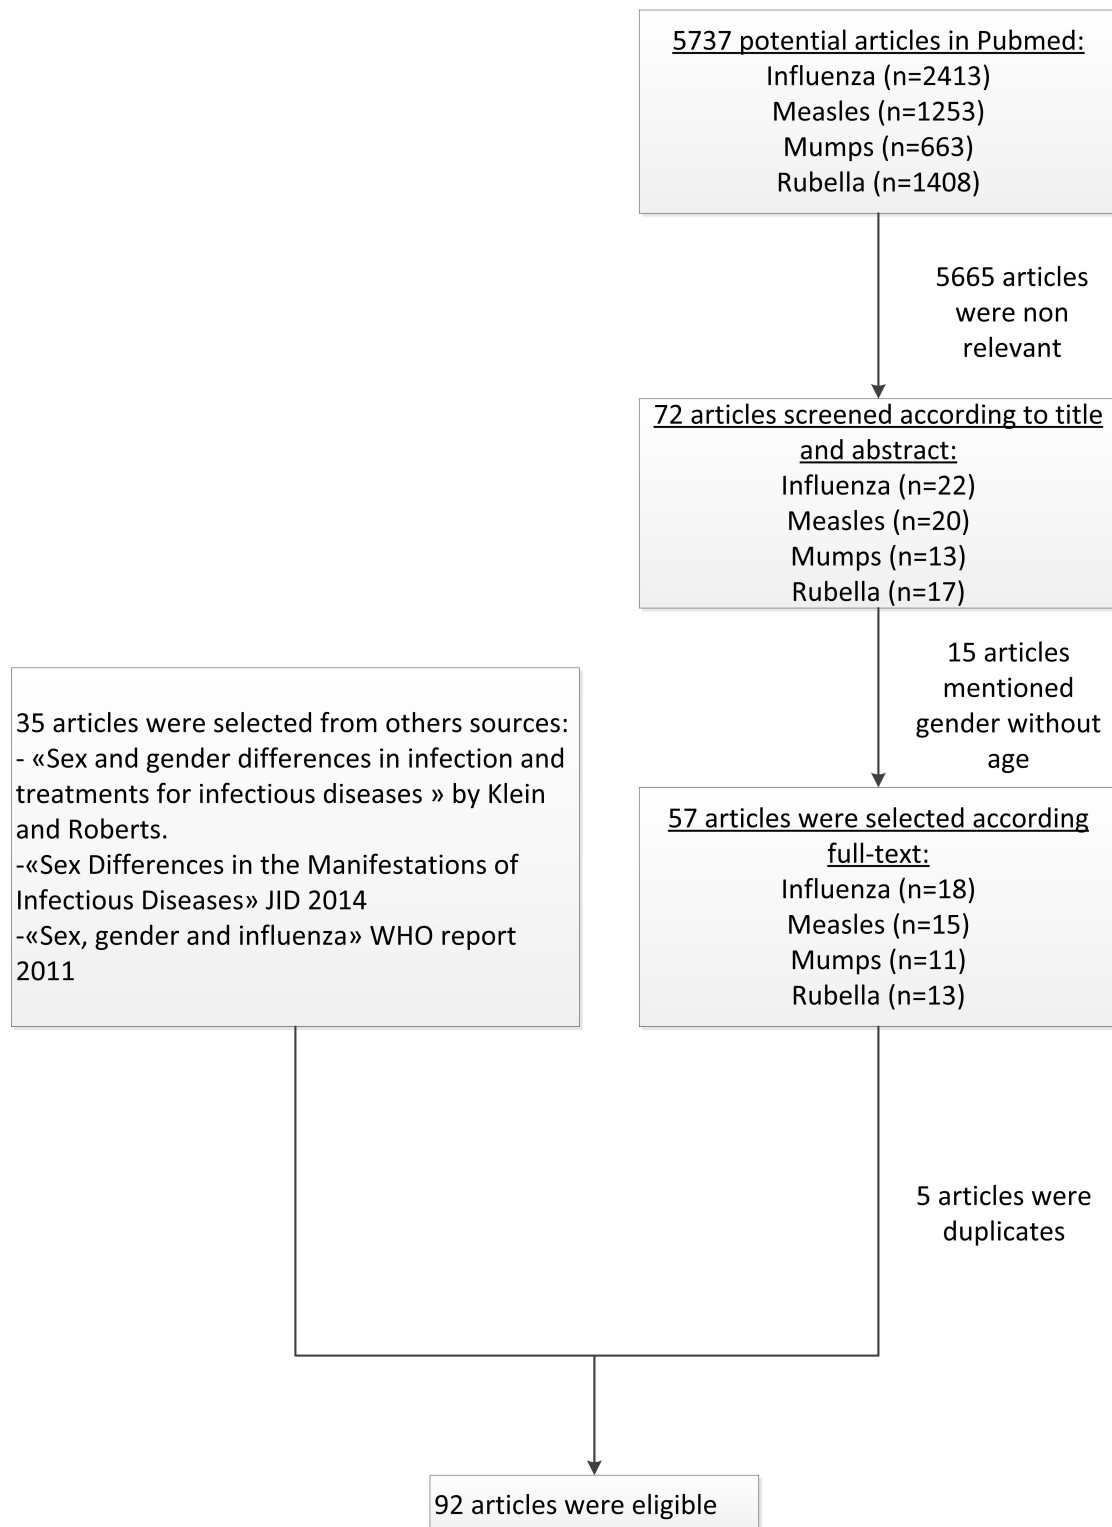 5737 potential articles in Pubmed:
Influenza (n=2413)
Measles (n=1253)
Mumps (n=663)
Rubella (n=1408)
5665 articles
were non
relevant
72 articles screened according to title
and abstract:
Influenza (n=22)
Measles (n=20)
Mumps (n=13)
Rubella (n=17)
15 articles
mentioned
gender without
age
35 articles were selected from others sources:
- «Sex and gender differences in infection and
treatments for infectious diseases » by Klein
and Roberts.
-«Sex Differences in the Manifestations of
Infectious Diseases» JID 2014
-«Sex, gender and influenza» WHO report
2011
57 articles were selected according
full-text:
Influenza (n=18)
Measles (n=15)
Mumps (n=11)
Rubella (n=13)
5 articles were
duplicates
92 articles were eligible